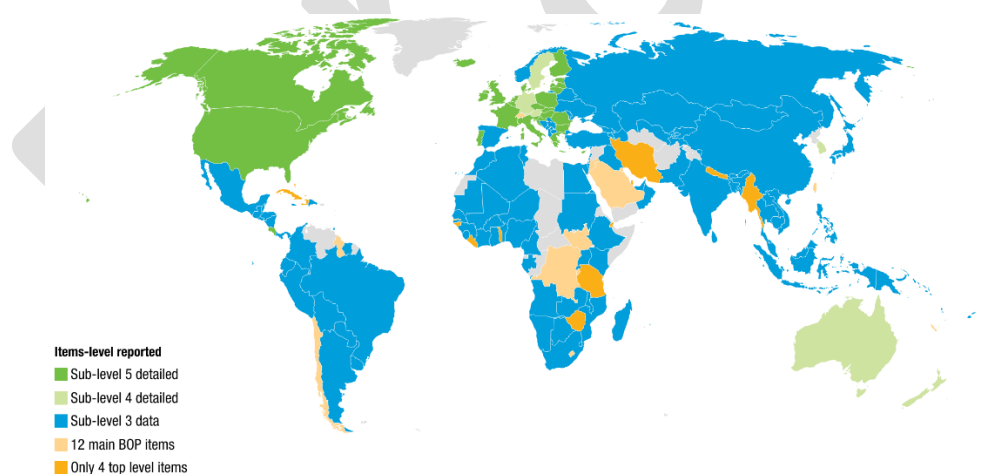 Items-level reported
Sub-level 5 detailed
Sub-level 4 detailed
Sub-level 3 data
12 main BOP items
Only 4 top level items